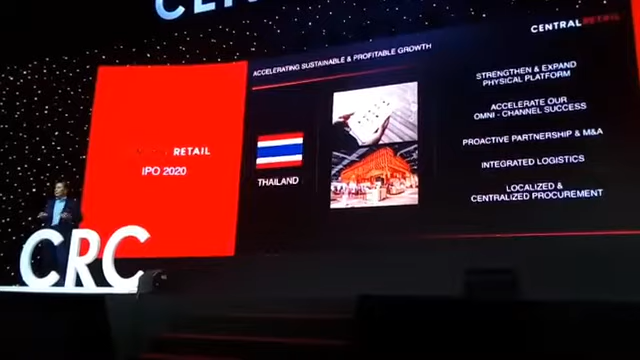 CENTRAL RETAIL
ACCELERATING SUSTAINABLE & PROFITABLE GROWTH
STRENGTHEN & EXPAND
PHYSICAL PLATFORM
ACCELERATE OUR
OMNI - CHANNEL SUCCESS
PROACTIVE PARTNERSHIP & M&A
INTEGRATED LOGISTICS
LOCALIZED &
CENTRALIZED PROCUREMENT
THAILAND
RETAIL
IPO 2020
CRC